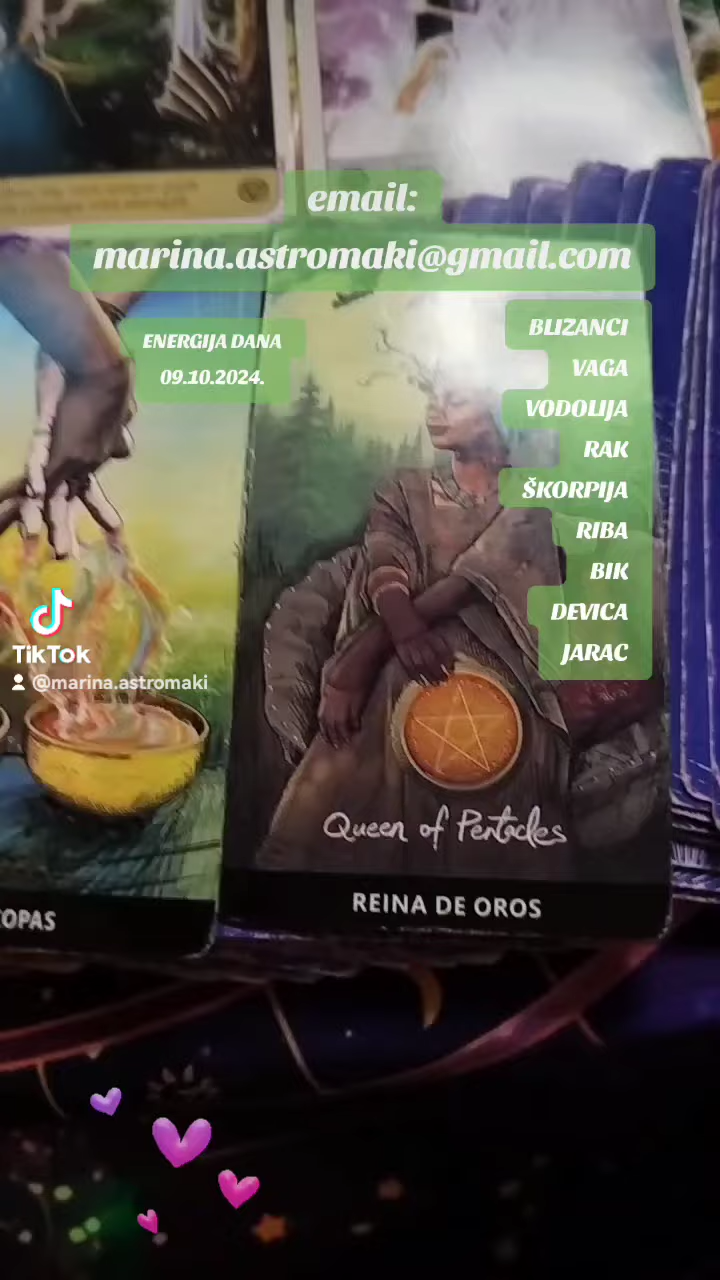 email:
marina.astromaki@gmail.com
ENERGIJA DANA
09.10.2024.
BLIZANCI
VAGA
VODOLIJA
RAK
ŠKORPIJA
RIBA
BIK
DEVICA
JARAC
TikTok
@marina.astromaki
Queen of Pentacles
COPAS
REINA DE OROS